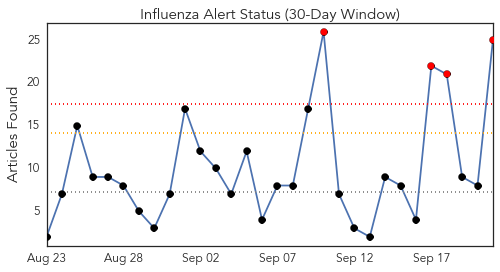 Influenza Alert Status (30-Day Window)
Articles Found
25
20
15
10
5
Aug 23 Aug 28 Sep 02 Sep 07 Sep 12 Sep 17